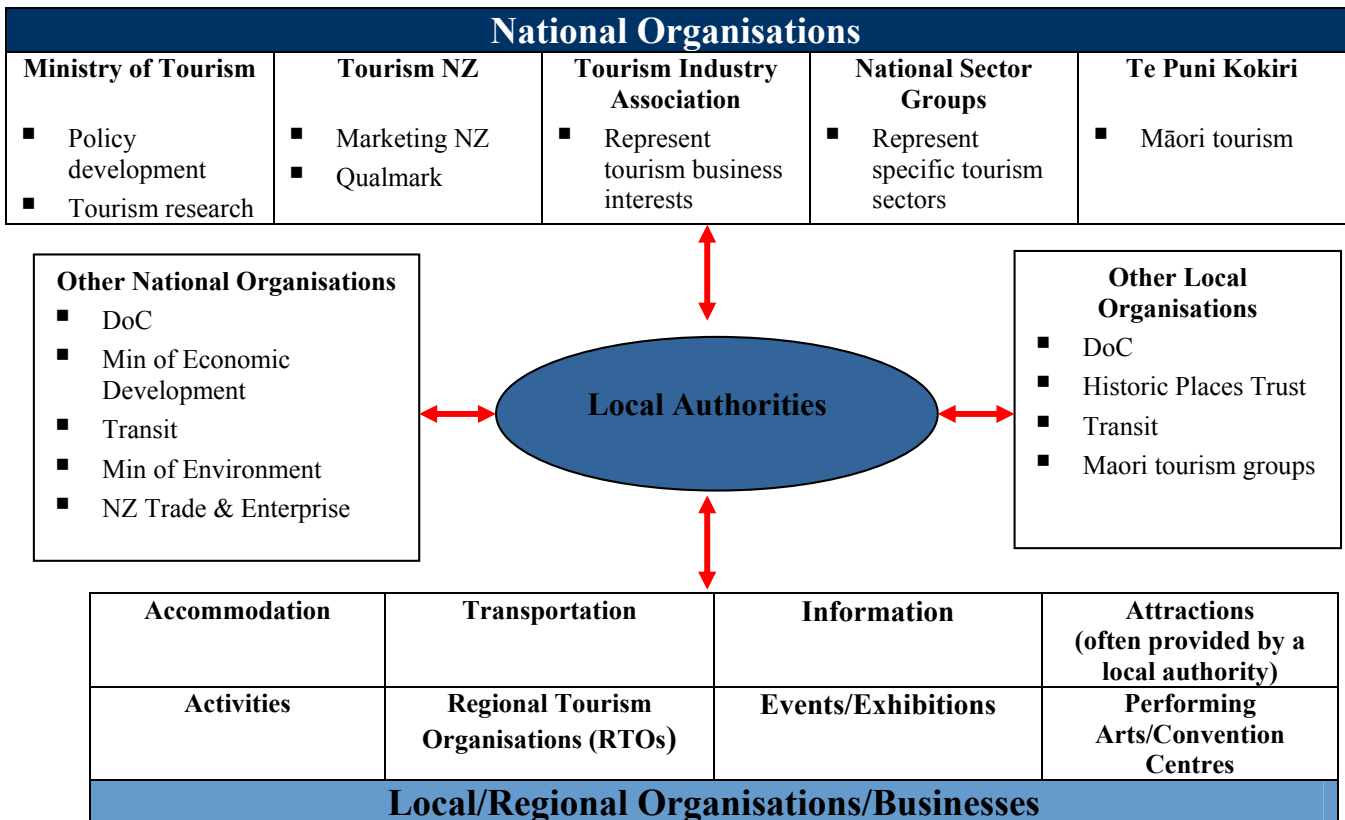 National Organisations
Ministry of Tourism
■ Policy
development
■ Tourism research
Tourism NZ
■ Marketing NZ
■ Qualmark
Tourism Industry
Association
■ Represent
tourism business
interests
National Sector
Groups
■ Represent
specific tourism
sectors
Te Puni Kokiri
■ Māori tourism
Other National Organisations
■ DoC
■ Min of Economic
Development
■ Transit
■ Min of Environment
■ NZ Trade & Enterprise
Local Authorities
Other Local
Organisations
■ DoC
■ Historic Places Trust
■ Transit
■ Maori tourism groups
Accommodation
Transportation
Information
Attractions
(often provided by a
local authority)
Activities
Regional Tourism
Organisations (RTOs)
Events/Exhibitions
Performing
Arts/Convention
Centres
Local/Regional Organisations/Businesses